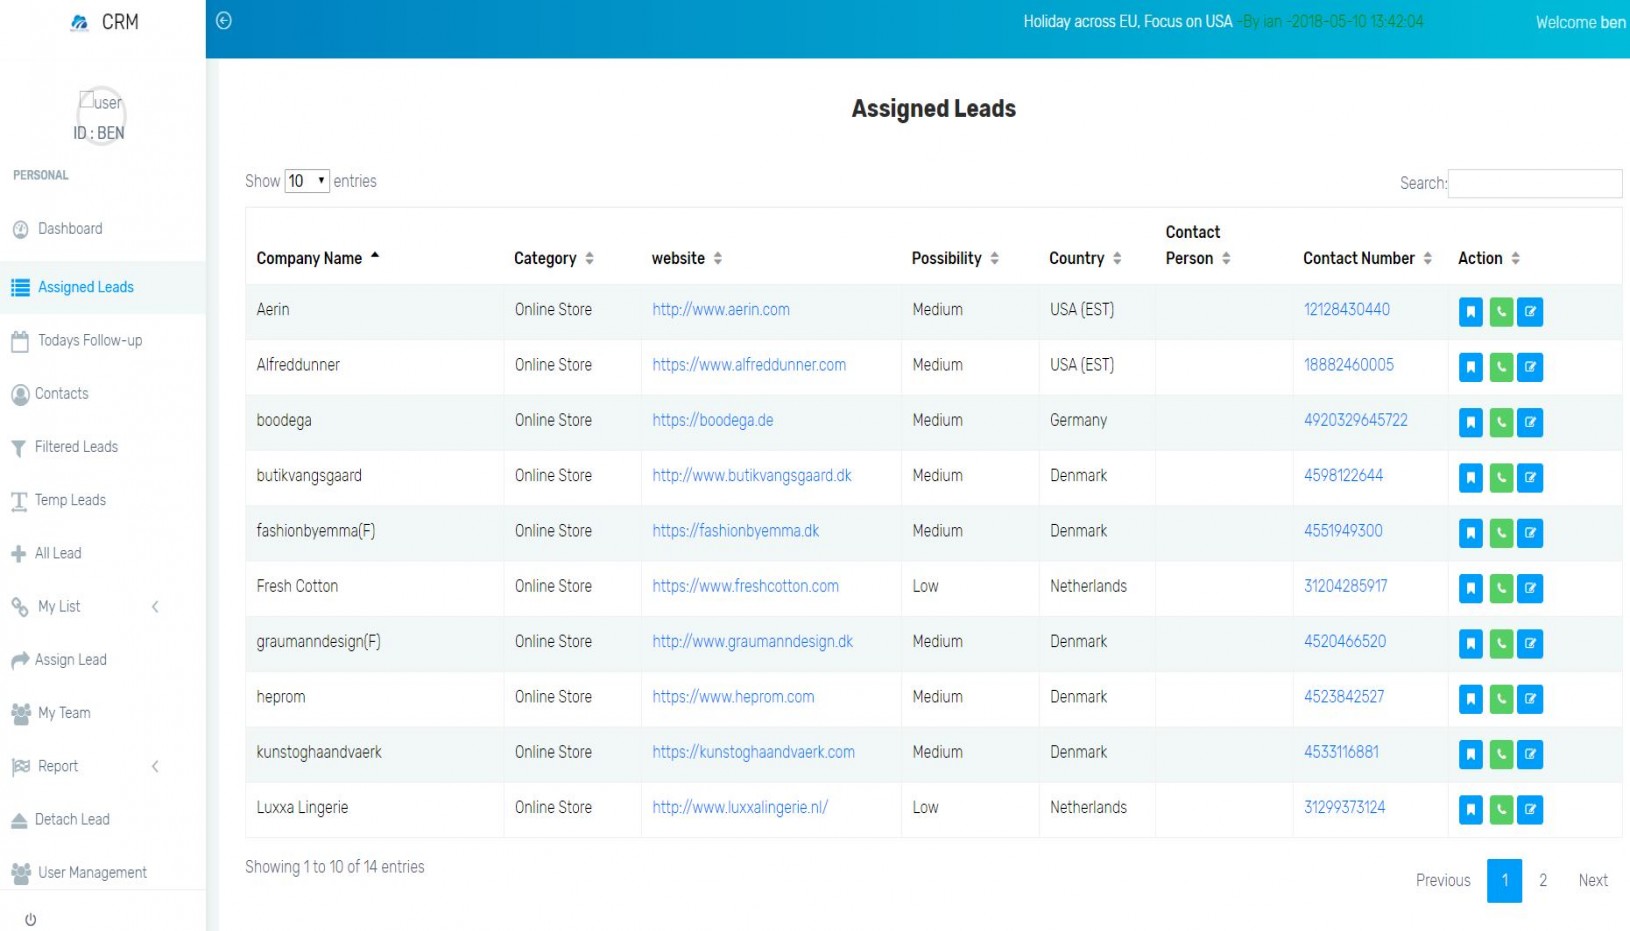 CRM
Holiday across EU, Focus on USA -By ian -2018-05-10 13:42:04
Welcome ben
user
ID : BEN
PERSONAL
Dashboard
Assigned Leads
Todays Follow-up
Contacts
Filtered Leads
Temp Leads
All Lead
My List
Assign Lead
My Team
Report
Detach Lead
User Management
Assigned Leads
Show 10 entries
Search:
Company Name Category website Possibility Country Contact Person Contact Number Action
Aerin Online Store http://www.aerin.com Medium USA (EST) 12128430440
Alfreddunner Online Store https://www.alfreddunner.com Medium USA (EST) 18882460005
boodega Online Store https://boodega.de Medium Germany 4920329645722
butikvangsgaard Online Store http://www.butikvangsgaard.dk Medium Denmark 4598122644
fashionbyemma(F) Online Store https://fashionbyemma.dk Medium Denmark 4551949300
Fresh Cotton Online Store https://www.freshcotton.com Low Netherlands 31204285917
graumanndesign(F) Online Store http://www.graumanndesign.dk Medium Denmark 4520466520
heprom Online Store https://www.heprom.com Medium Denmark 4523842527
kunstoghaandvaerk Online Store https://kunstoghaandvaerk.com Medium Denmark 4533116881
Luxxa Lingerie Online Store http://www.luxxalingerie.nl/ Low Netherlands 31299373124
Showing 1 to 10 of 14 entries
Previous 1 2 Next